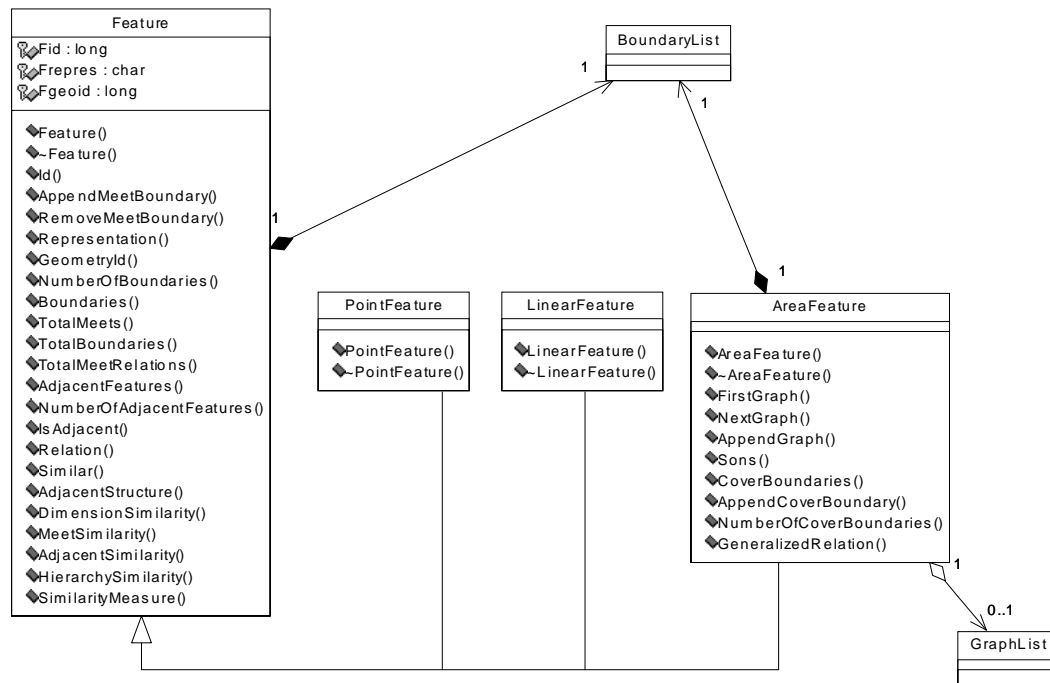 Feature
Fid : long
Frepres : char
Fgeoid : long
Feature()
~Feature()
Id()
AppendMeetBoundary()
RemoveMeetBoundary()
Representation()
GeometryId()
NumberOfBoundaries()
Boundaries()
TotalMeets()
TotalBoundaries()
TotalMeetRelations()
AdjacentFeatures()
NumberOfAdjacentFeatures()
IsAdjacent()
Relation()
Similar()
AdjacentStructure()
DimensionSimilarity()
MeetSimilarity()
AdjacentSimilarity()
HierarchySimilarity()
SimilarityMeasure()
1
BoundaryList
1
1
PointFeature
PointFeature()
~PointFeature()
LinearFeature
LinearFeature()
~LinearFeature()
1
AreaFeature
AreaFeature()
~AreaFeature()
FirstGraph()
NextGraph()
AppendGraph()
Sons()
CoverBoundaries()
AppendCoverBoundary()
NumberOfCoverBoundaries()
GeneralizedRelation()
1
0..1
GraphList